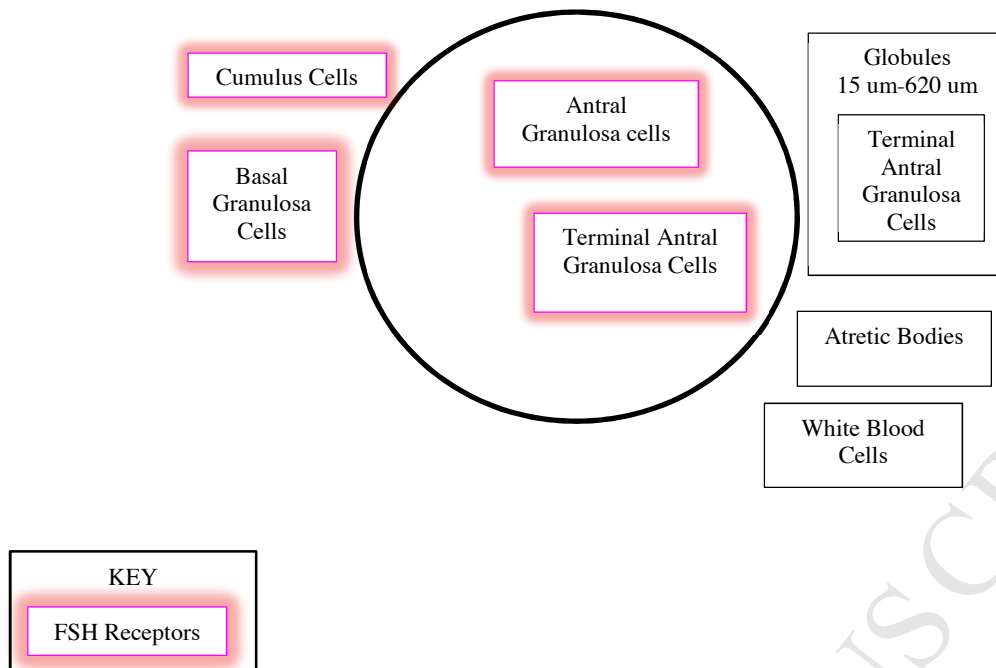 Cumulus Cells
Basal
Granulosa
Cells
Antral
Granulosa cells
Terminal Antral
Granulosa Cells
Globules
15 um-620 um
Terminal
Antral
Granulosa
Cells
Atretic Bodies
White Blood
Cells
KEY
FSH Receptors